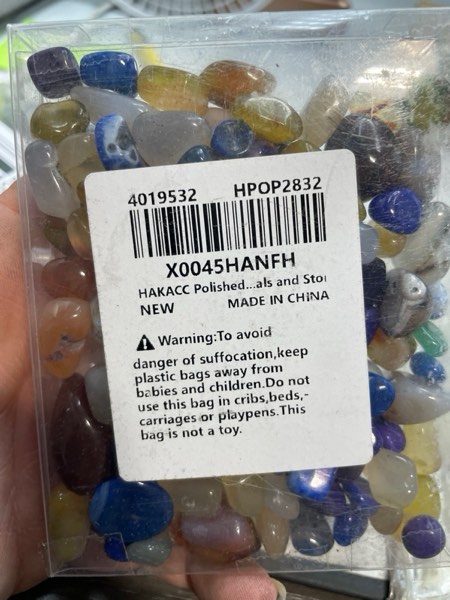 4019532 HPOP2832
X0045HANFH
HAKACC Polished...als and Sto
NEW MADE IN CHINA
Warning:To avoid
danger of suffocation,keep
plastic bags away from
babies and children.Do not
use this bag in cribs,beds,-
carriages or playpens.This
bag is not a toy.